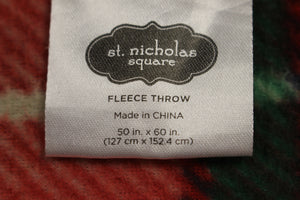 st. nicholas
square
FLEECE THROW
Made in CHINA
50 in. x 60 in.
(127 cm x 152.4 cm)